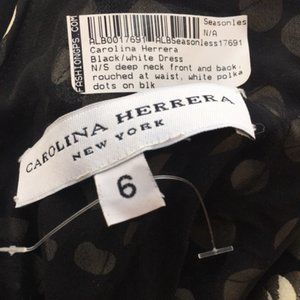 Seasonles
ALB0017691 ALBSeasonless17691
N/A
Carolina Herrera
Black/white Dress
N/S deep neck front and back,
rouched at waist, white polka
dots on blk
FASHIONGPS.COM
CAROLINA HERRERA
NEW YORK
6